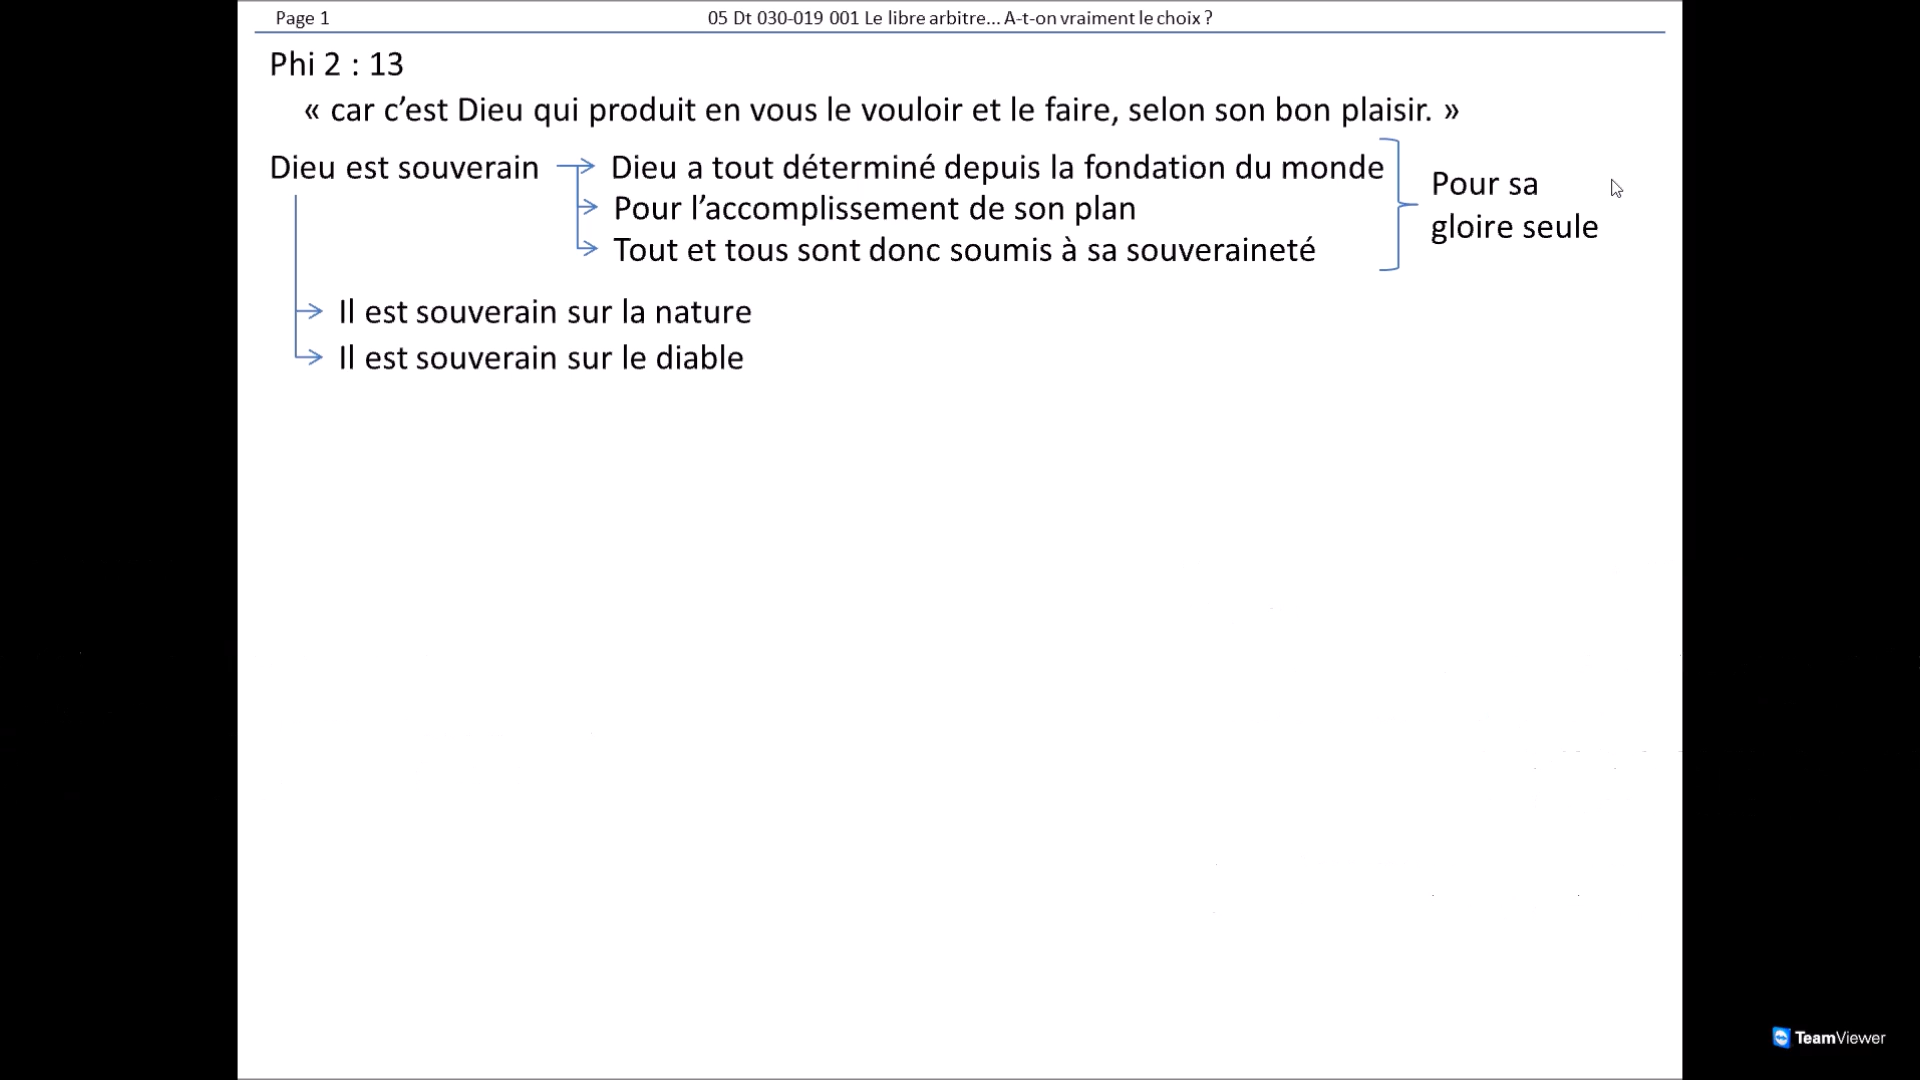 Page 1
05 Dt 030-019 001 Le libre arbitre... A-t-on vraiment le choix ?
Phi 2 : 13
« car c’est Dieu qui produit en vous le vouloir et le faire, selon son bon plaisir. »
Dieu est souverain
Dieu a tout déterminé depuis la fondation du monde
Pour l’accomplissement de son plan
Tout et tous sont donc soumis à sa souveraineté
Pour sa
gloire seule
Il est souverain sur la nature
Il est souverain sur le diable
TeamViewer